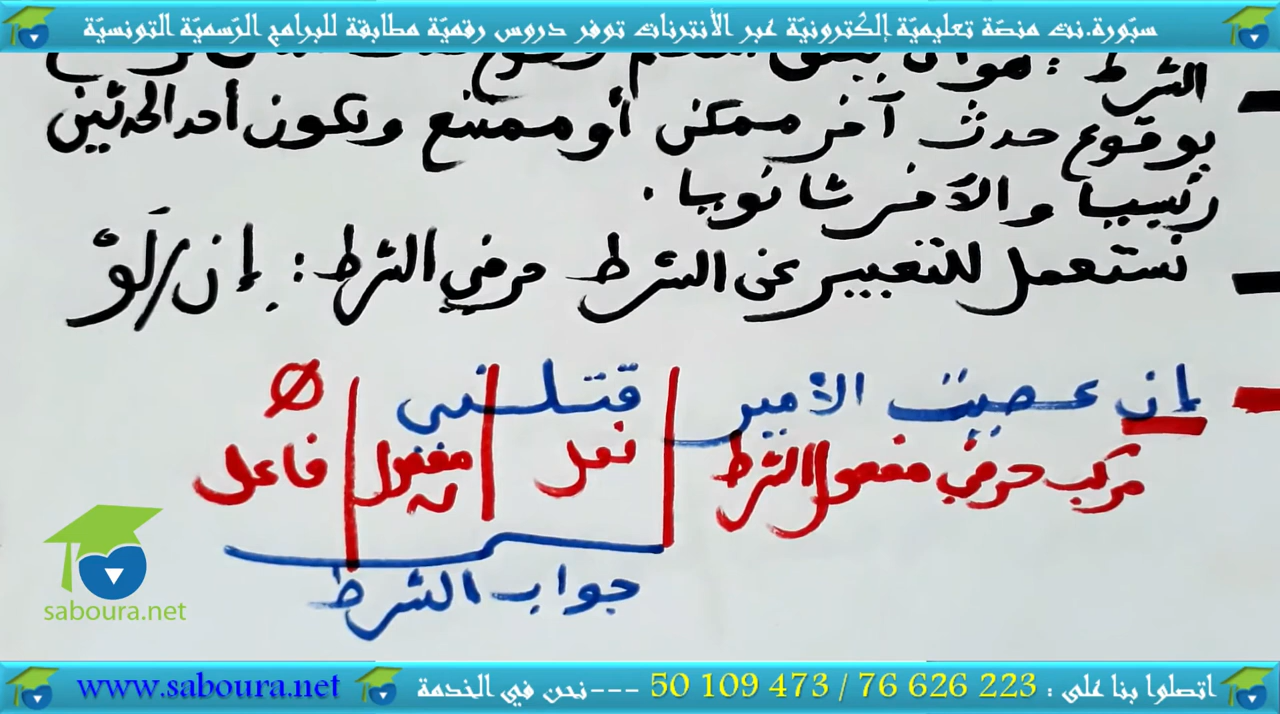 سبّورة.نت منصّة تعليميّة إلكترونيّة عبر الأنترنات توفر دروس رقميّة مطابقة للبرامج الرّسميّة التونسيّة
الشرط : هو أن
بوقوع حدث آخر ممكن أو ممتنع ويكون أحد الحدثين
رئيسيا والآخر ثانويا .
نستعمل للتعبير عن الشرط حرفي الشرط : إن / لَوْ
إن عصيت الأمير قتلني Ø
مركب حرفي مفعول الشرط فعل مفعول به فاعل
جواب الشرط
saboura.net
اتصلوا بنا على : 50 109 473 / 76 626 223 ---نحن في الخدمة www.saboura.net